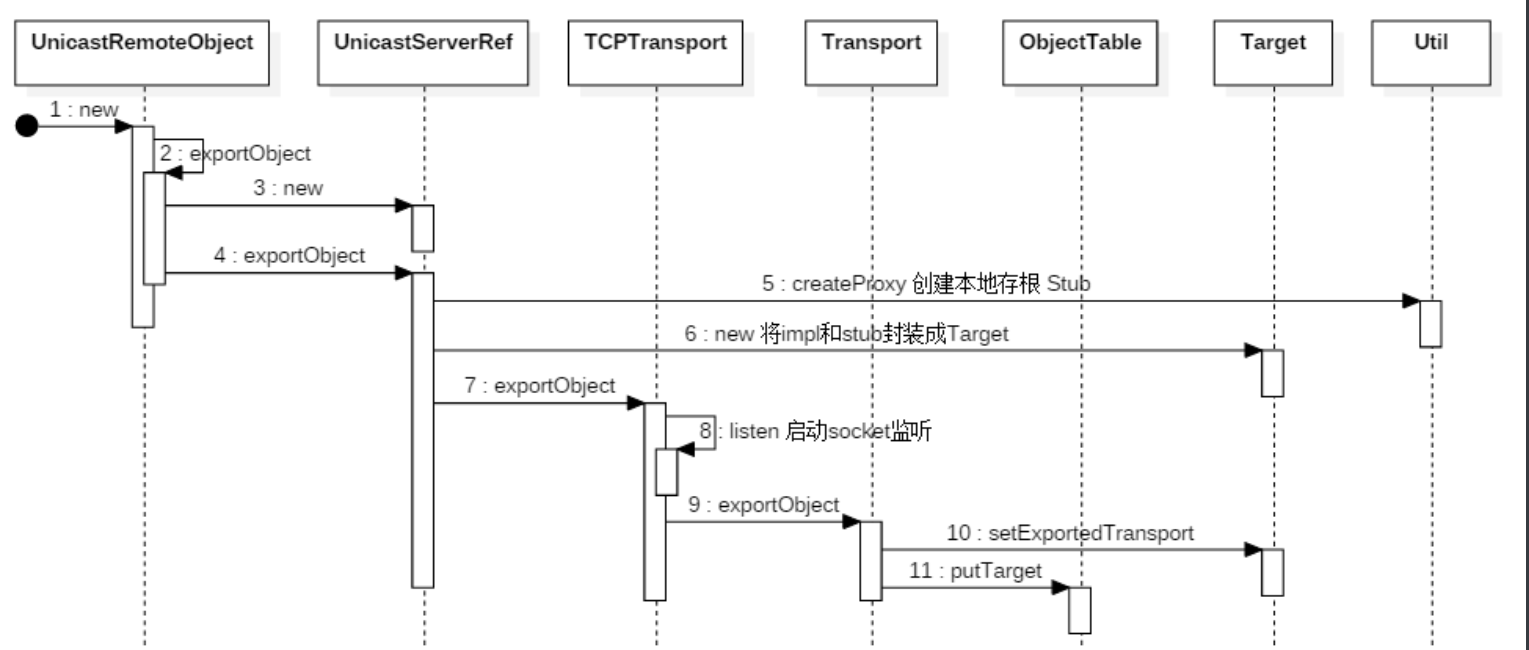 UnicastRemoteObject
UnicastServerRef
TCPTransport
Transport
ObjectTable
Target
Util
1 : new
2 : exportObject
3 : new
4 : exportObject
5 : createProxy 创建本地存根 Stub
6 : new 将impl和stub封装成Target
7 : exportObject
8 : listen 启动socket监听
9 : exportObject
10 : setExportedTransport
11 : putTarget